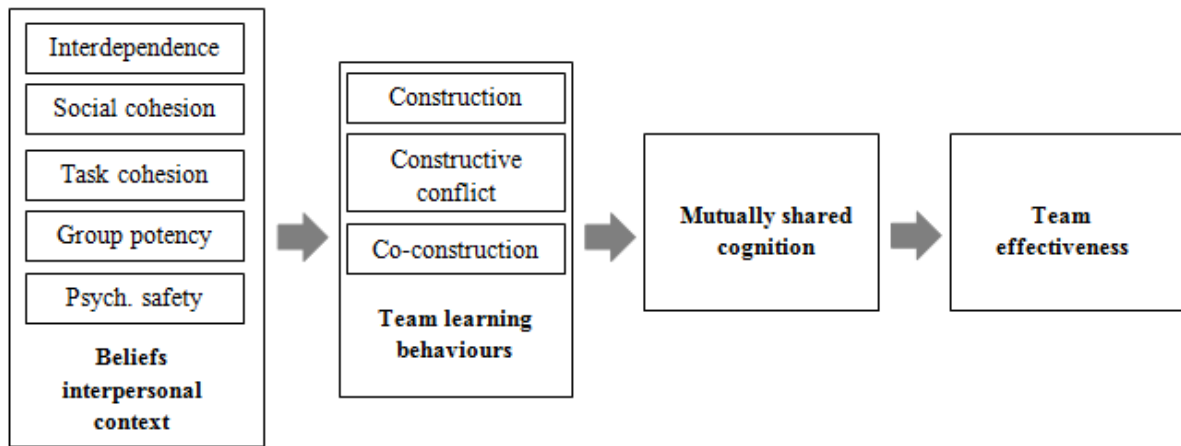 Interdependence
Social cohesion
Task cohesion
Group potency
Psych. safety
Beliefs
interpersonal
context
Construction
Constructive
conflict
Co-construction
Team learning
behaviours
Mutually shared
cognition
Team
effectiveness